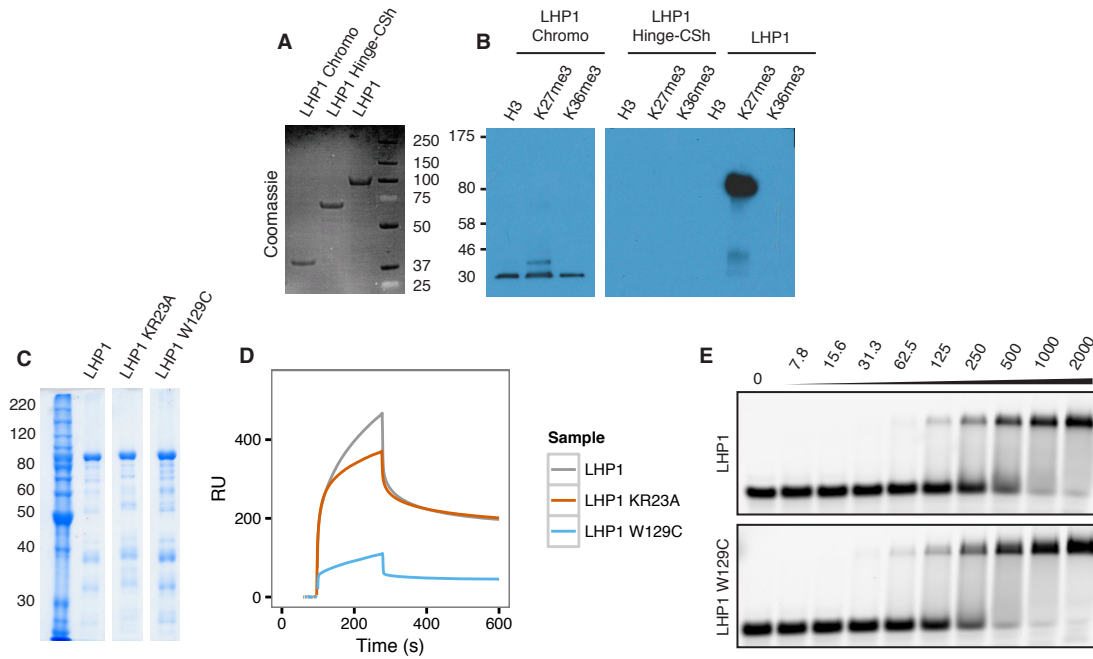 A
LHP1 Chromo
LHP1 Hinge-CSh
LHP1
Coomassie
250
150
100
75
50
37
25
B
LHP1 Chromo
LHP1 Hinge-CSh
LHP1
H3
K27me3
K36me3
H3
K27me3
K36me3
H3
K27me3
K36me3
175
80
58
46
30
C
LHP1
LHP1 KR23A
LHP1 W129C
220
120
80
60
50
40
30
D
RU
400
200
0
0
200
400
600
Time (s)
Sample
LHP1
LHP1 KR23A
LHP1 W129C
E
0
7.8
15.6
31.3
62.5
125
250
500
1000
2000
LHP1
LHP1 W129C